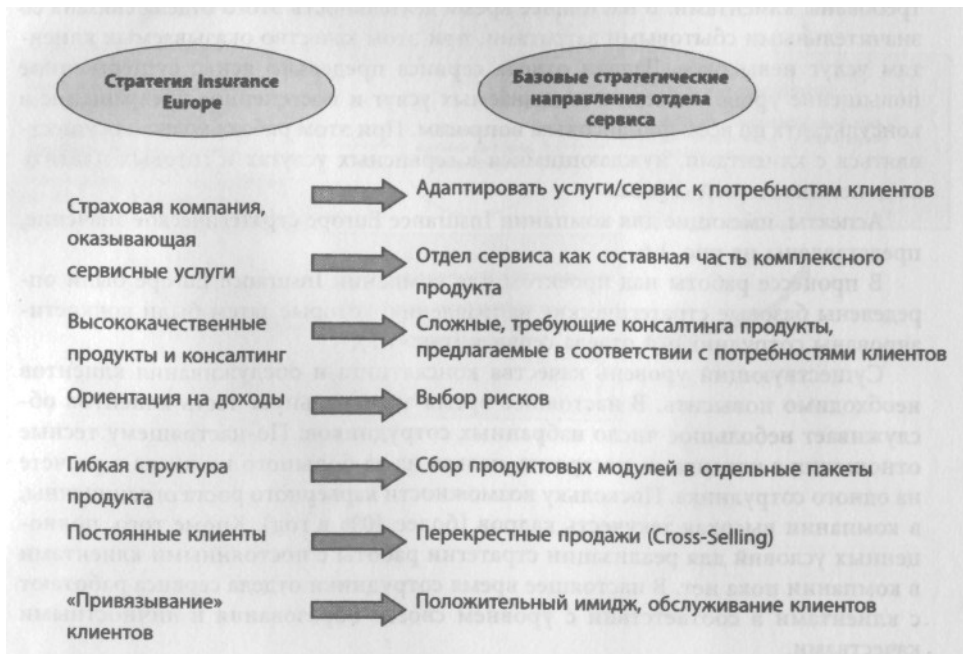 Стратегия Insurance
Europe
Базовые стратегические
направления отдела
сервиса
Страховая компания,
оказывающая
сервисные услуги
Адаптировать услуги/сервис к потребностям клиентов
Отдел сервиса как составная часть комплексного
продукта
Высококачественные
продукты и консалтинг
Сложные, требующие консалтинга продукты,
предлагаемые в соответствии с потребностями клиентов
Ориентация на доходы
Выбор рисков
Гибкая структура
продукта
Сбор продуктовых модулей в отдельные пакеты
Постоянные клиенты
Перекрестные продажи (Cross-Selling)
«Привязывание»
клиентов
Положительный имидж, обслуживание клиентов